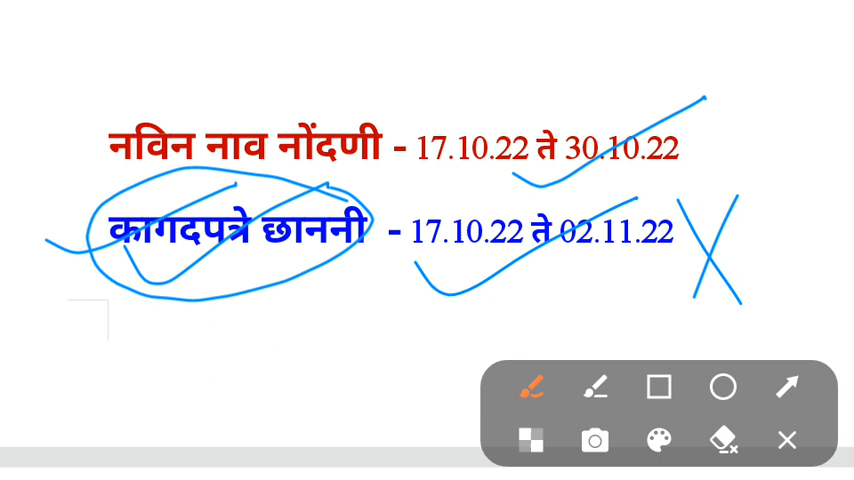 नविन नाव नोंदणी - 17.10.22 ते 30.10.22
कागदपत्रे छाननी - 17.10.22 ते 02.11.22